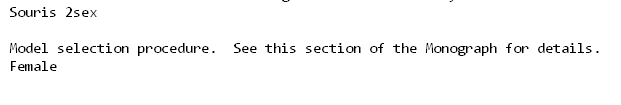 Souris 2sex
Model selection procedure.  See this section of the Monograph for details.
Female